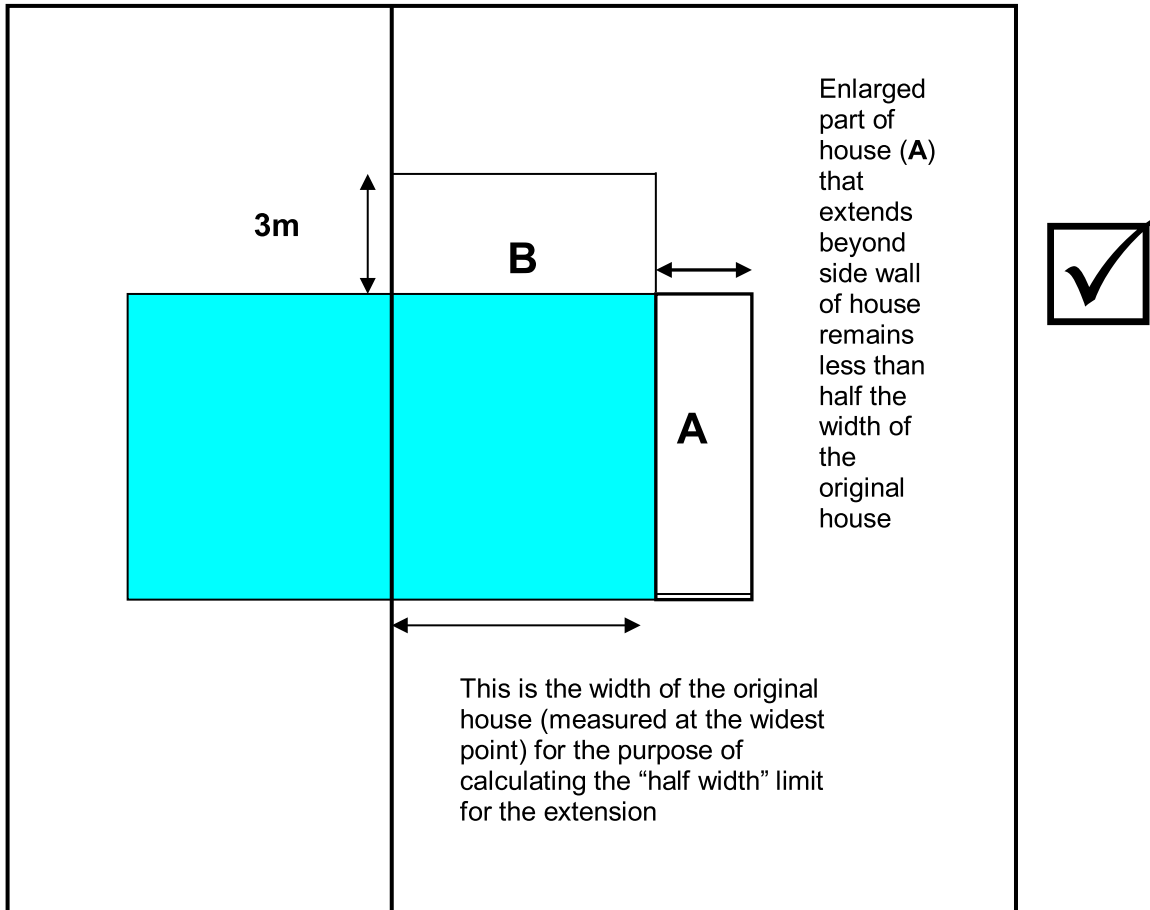 Enlarged
part of
house (A)
that
extends
beyond
side wall
of house
remains
less than
half the
width of
the
original
house
3m
B
A
This is the width of the original
house (measured at the widest
point) for the purpose of
calculating the “half width” limit
for the extension